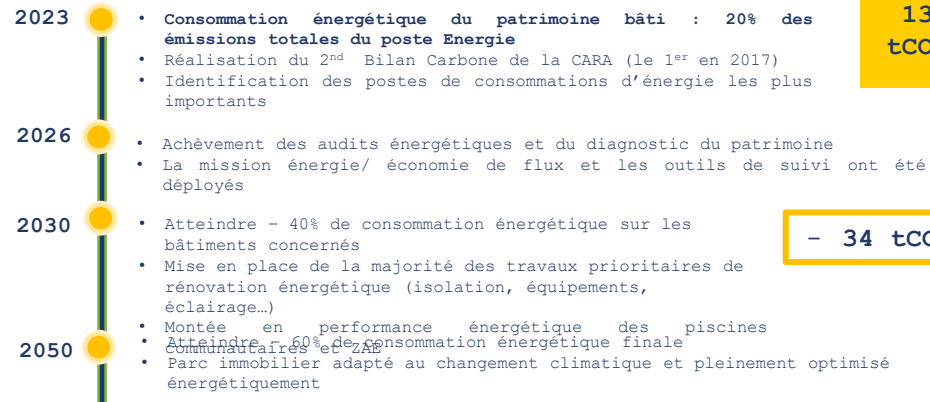 2023
• Consommation énergétique du patrimoine bâti : 20% des
émissions totales du poste Energie
• Réalisation du 2nd Bilan Carbone de la CARA (le 1er en 2017)
• Identification des postes de consommations d’énergie les plus
importants
13
tCO
2026
• Achèvement des audits énergétiques et du diagnostic du patrimoine
• La mission énergie/ économie de flux et les outils de suivi ont été
déployés
2030
• Atteindre – 40% de consommation énergétique sur les
bâtiments concernés
• Mise en place de la majorité des travaux prioritaires de
rénovation énergétique (isolation, équipements,
éclairage…)
• Montée en performance énergétique des piscines
communautaires et ZAE
– 34 tCO
2050
• Atteindre – 60% de consommation énergétique finale
• Parc immobilier adapté au changement climatique et pleinement optimisé
énergétiquement